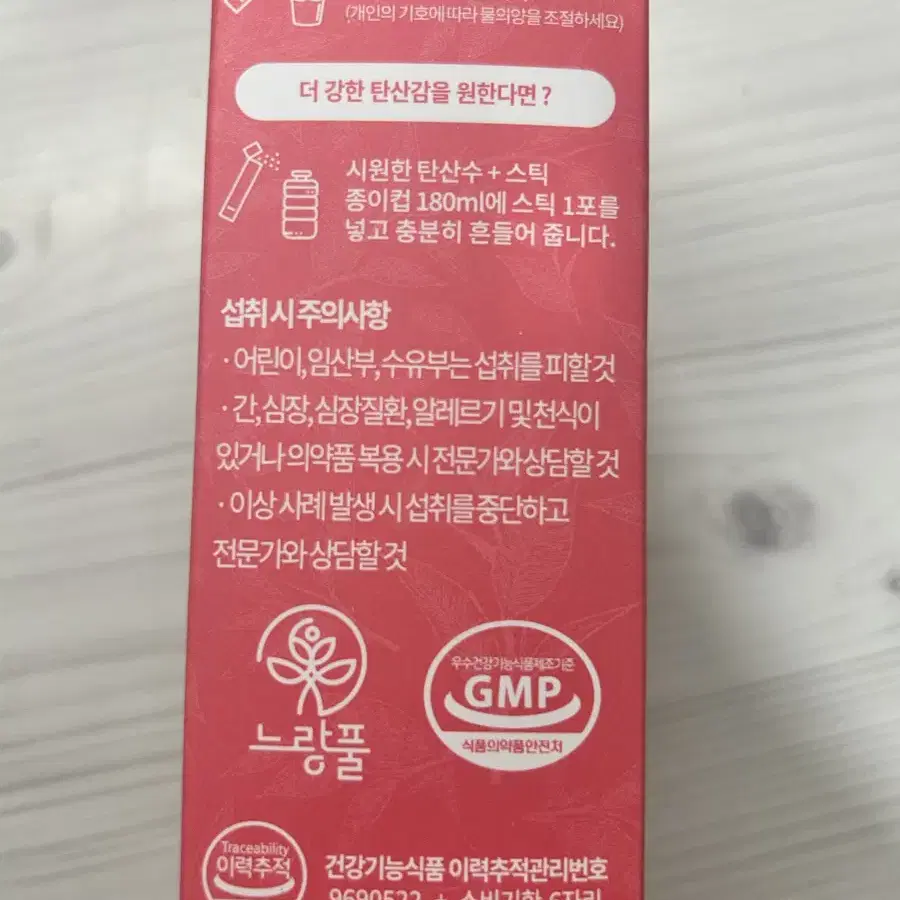 (개인의 기호에 따라 물의양을 조절하세요)
더 강한 탄산감을 원한다면 ?
시원한 탄산수 + 스틱
종이컵 180ml에 스틱 1포를
넣고 충분히 흔들어 줍니다.
섭취 시 주의사항
· 어린이, 임산부, 수유부는 섭취를 피할 것
· 간, 심장, 심장질환, 알레르기 및 천식이
있거나 의약품 복용 시 전문가와 상담할 것
· 이상 사례 발생 시 섭취를 중단하고
전문가와 상담할 것
느랑풀
우수건강기능식품제조기준
GMP
식품의약품안전처
Traceability
이력추적
건강기능식품 이력추적관리번호
9690522 + 소비기한 6자리